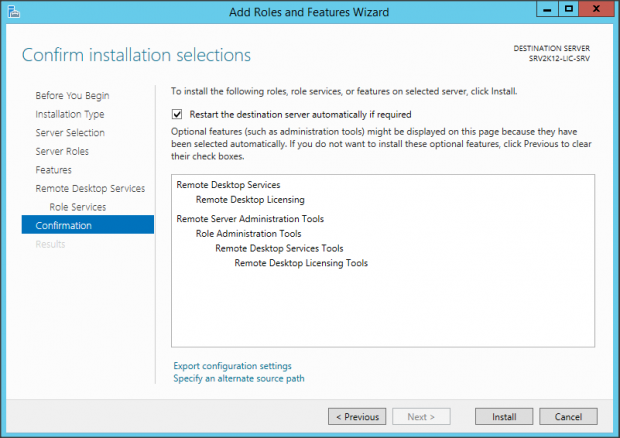 Add Roles and Features Wizard
Confirm installation selections
DESTINATION SERVER
SRV2K12-LIC-SRV
Before You Begin
Installation Type
Server Selection
Server Roles
Features
Remote Desktop Services
Role Services
Confirmation
Results
To install the following roles, role services, or features on selected server, click Install.
Restart the destination server automatically if required
Optional features (such as administration tools) might be displayed on this page because they have
been selected automatically. If you do not want to install these optional features, click Previous to clear
their check boxes.
Remote Desktop Services
Remote Desktop Licensing
Remote Server Administration Tools
Role Administration Tools
Remote Desktop Services Tools
Remote Desktop Licensing Tools
Export configuration settings
Specify an alternate source path
< Previous
Next >
Install
Cancel